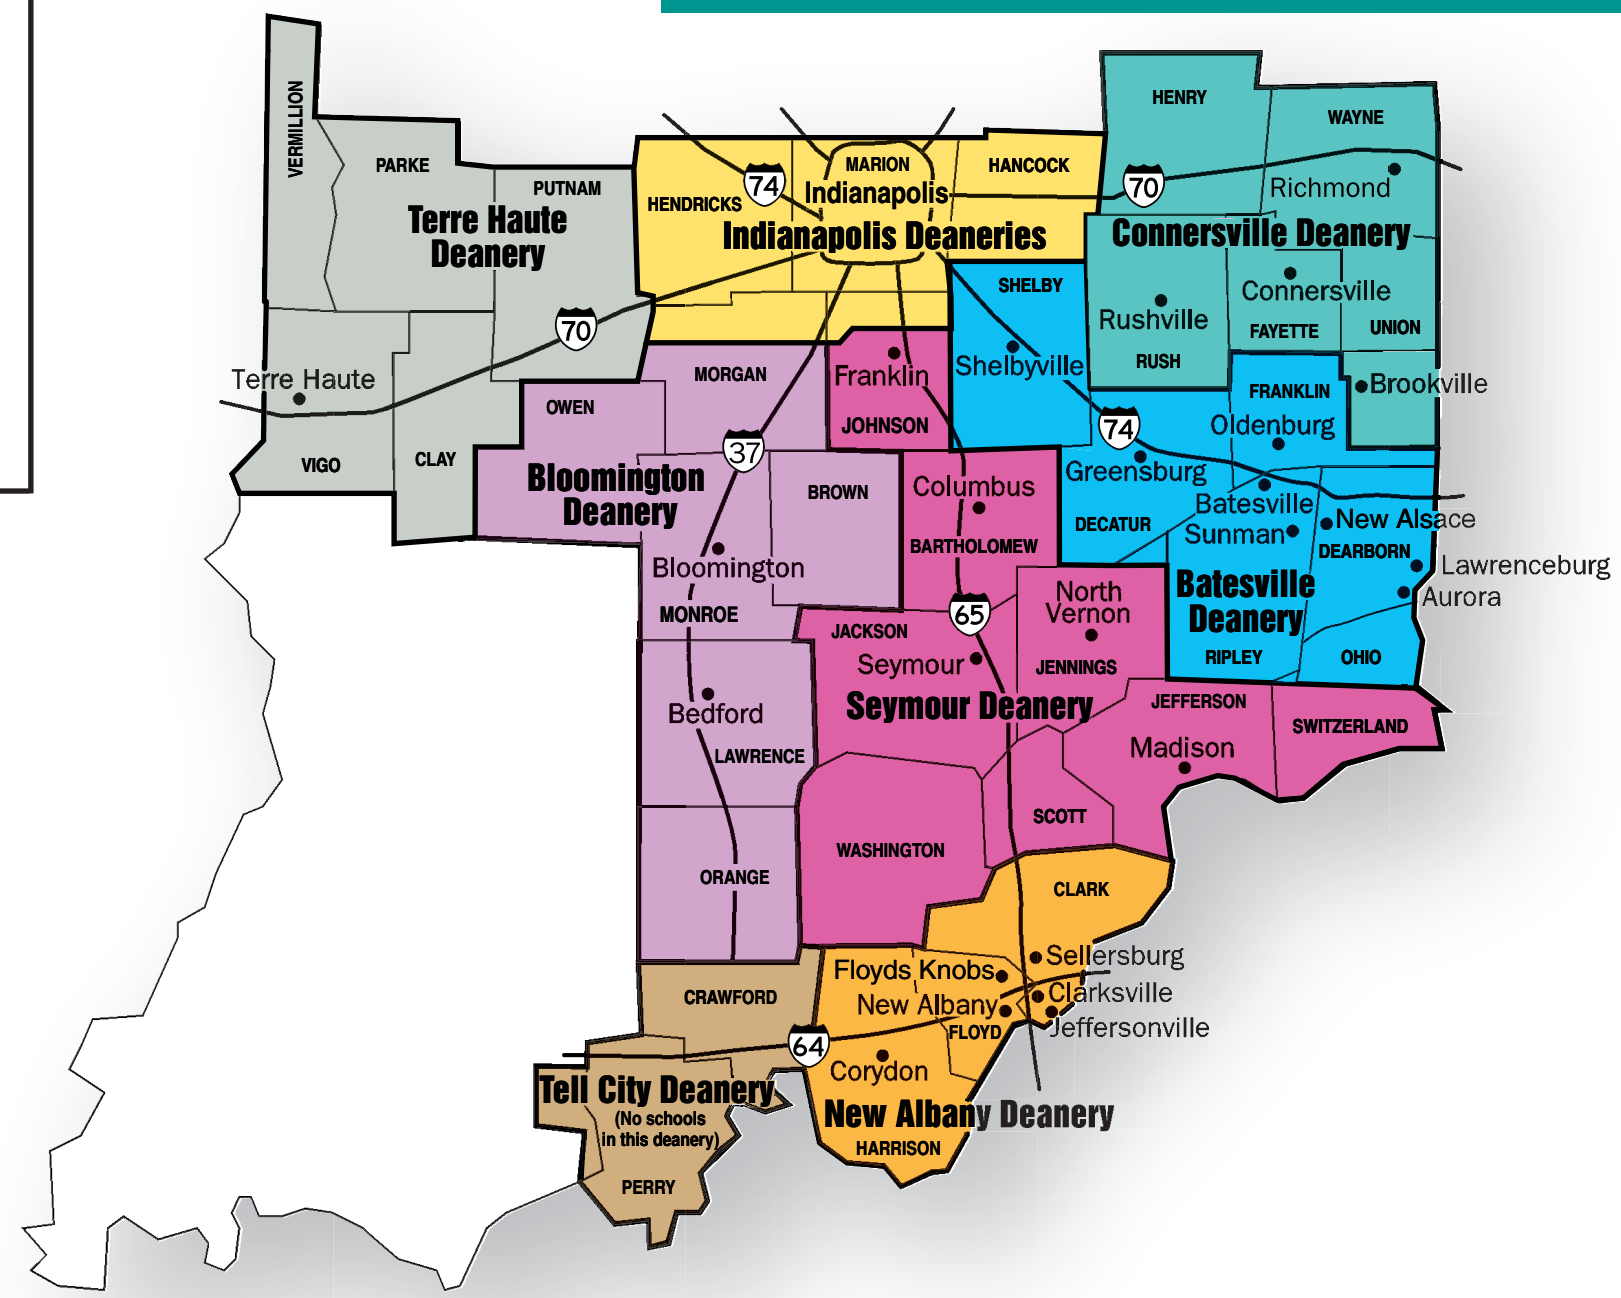 VERMILLION
PARKE
PUTNAM
Terre Haute
Deanery
70
Terre Haute
VIGO
CLAY
HENDRICKS
74
MARION
Indianapolis
HANCOCK
Indianapolis Deaneries
HENRY
WAYNE
70
Richmond
Connersville Deanery
Connersville
Rushville
FAYETTE
UNION
RUSH
Brookville
SHELBY
Shelbyville
FRANKLIN
Oldenburg
74
Greensburg
Batesville
Sunman
New Alsace
DECATUR
DEARBORN
Lawrenceburg
Aurora
Batesville
Deanery
RIPLEY
OHIO
MORGAN
OWEN
37
Bloomington
Deanery
BROWN
Bloomington
MONROE
Bedford
LAWRENCE
ORANGE
Franklin
JOHNSON
Columbus
BARTHOLOMEW
65
North
Vernon
JACKSON
Seymour
JENNINGS
Seymour Deanery
JEFFERSON
SWITZERLAND
Madison
SCOTT
WASHINGTON
CLARK
Sellersburg
Floyds Knobs
Clarksville
New Albany
Jeffersonville
FLOYD
Corydon
New Albany Deanery
HARRISON
CRAWFORD
64
Tell City Deanery
(No schools
in this deanery)
PERRY